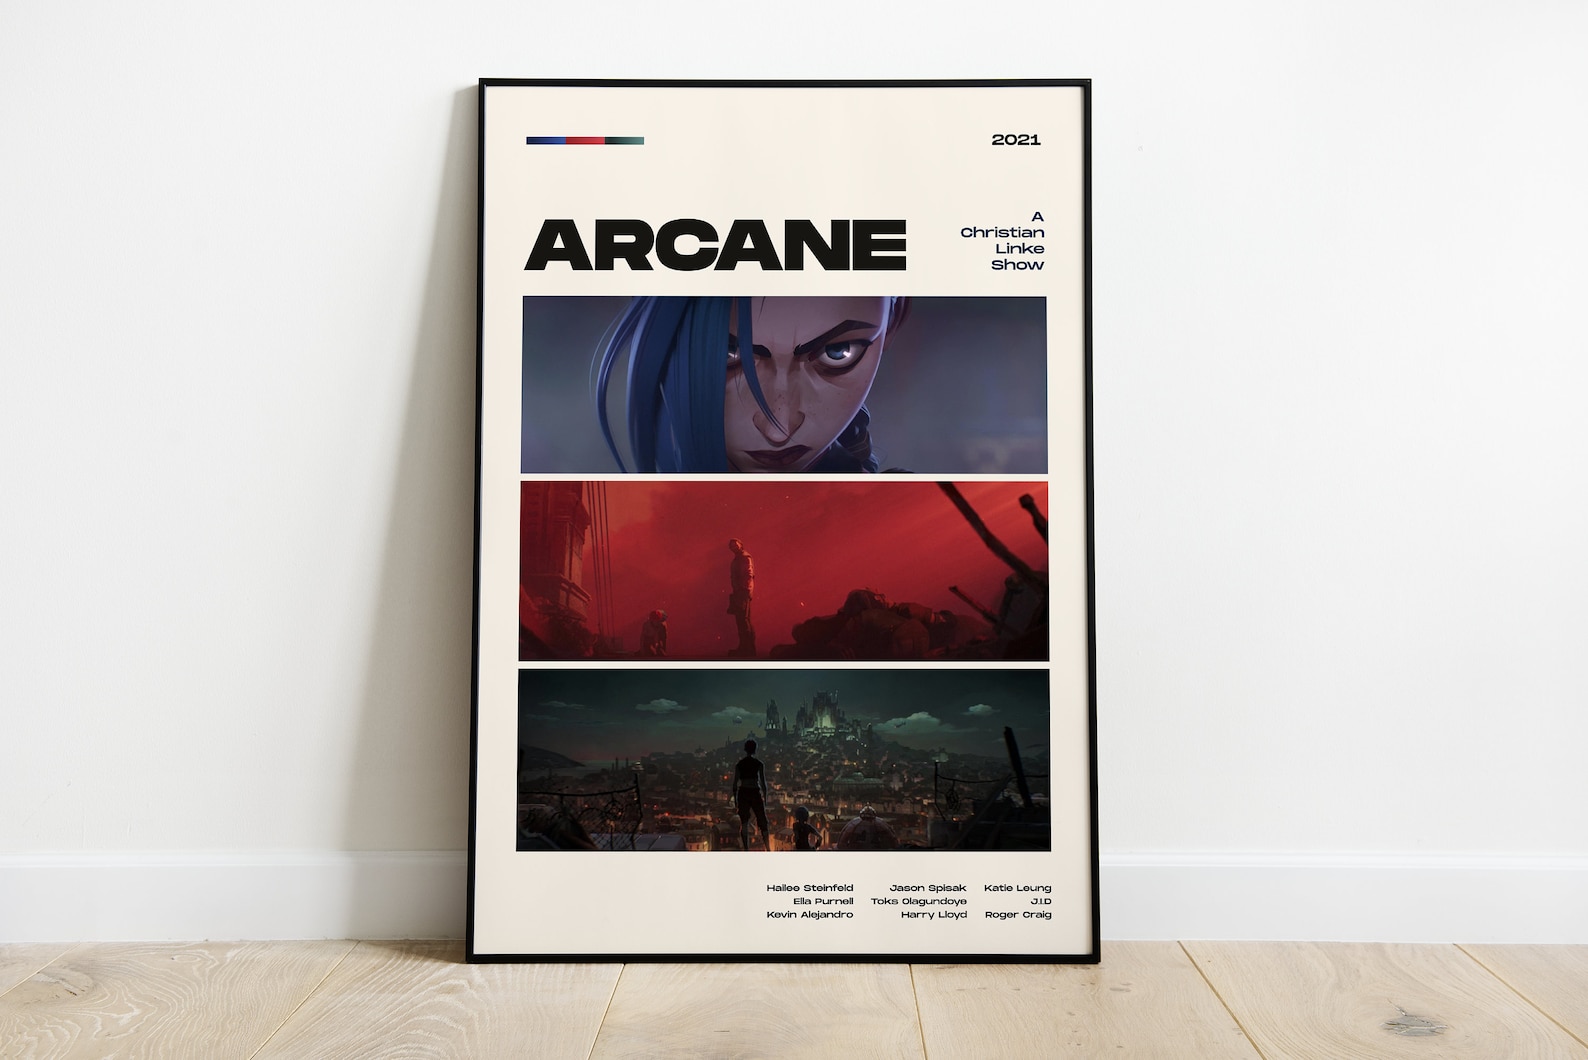 2021
ARCANE
A
Christian
Linke
Show
Hailee Steinfeld Jason Spisak Katie Leung
Ella Purnell Toks Olagundoye J.I.D
Kevin Alejandro Harry Lloyd Roger Craig